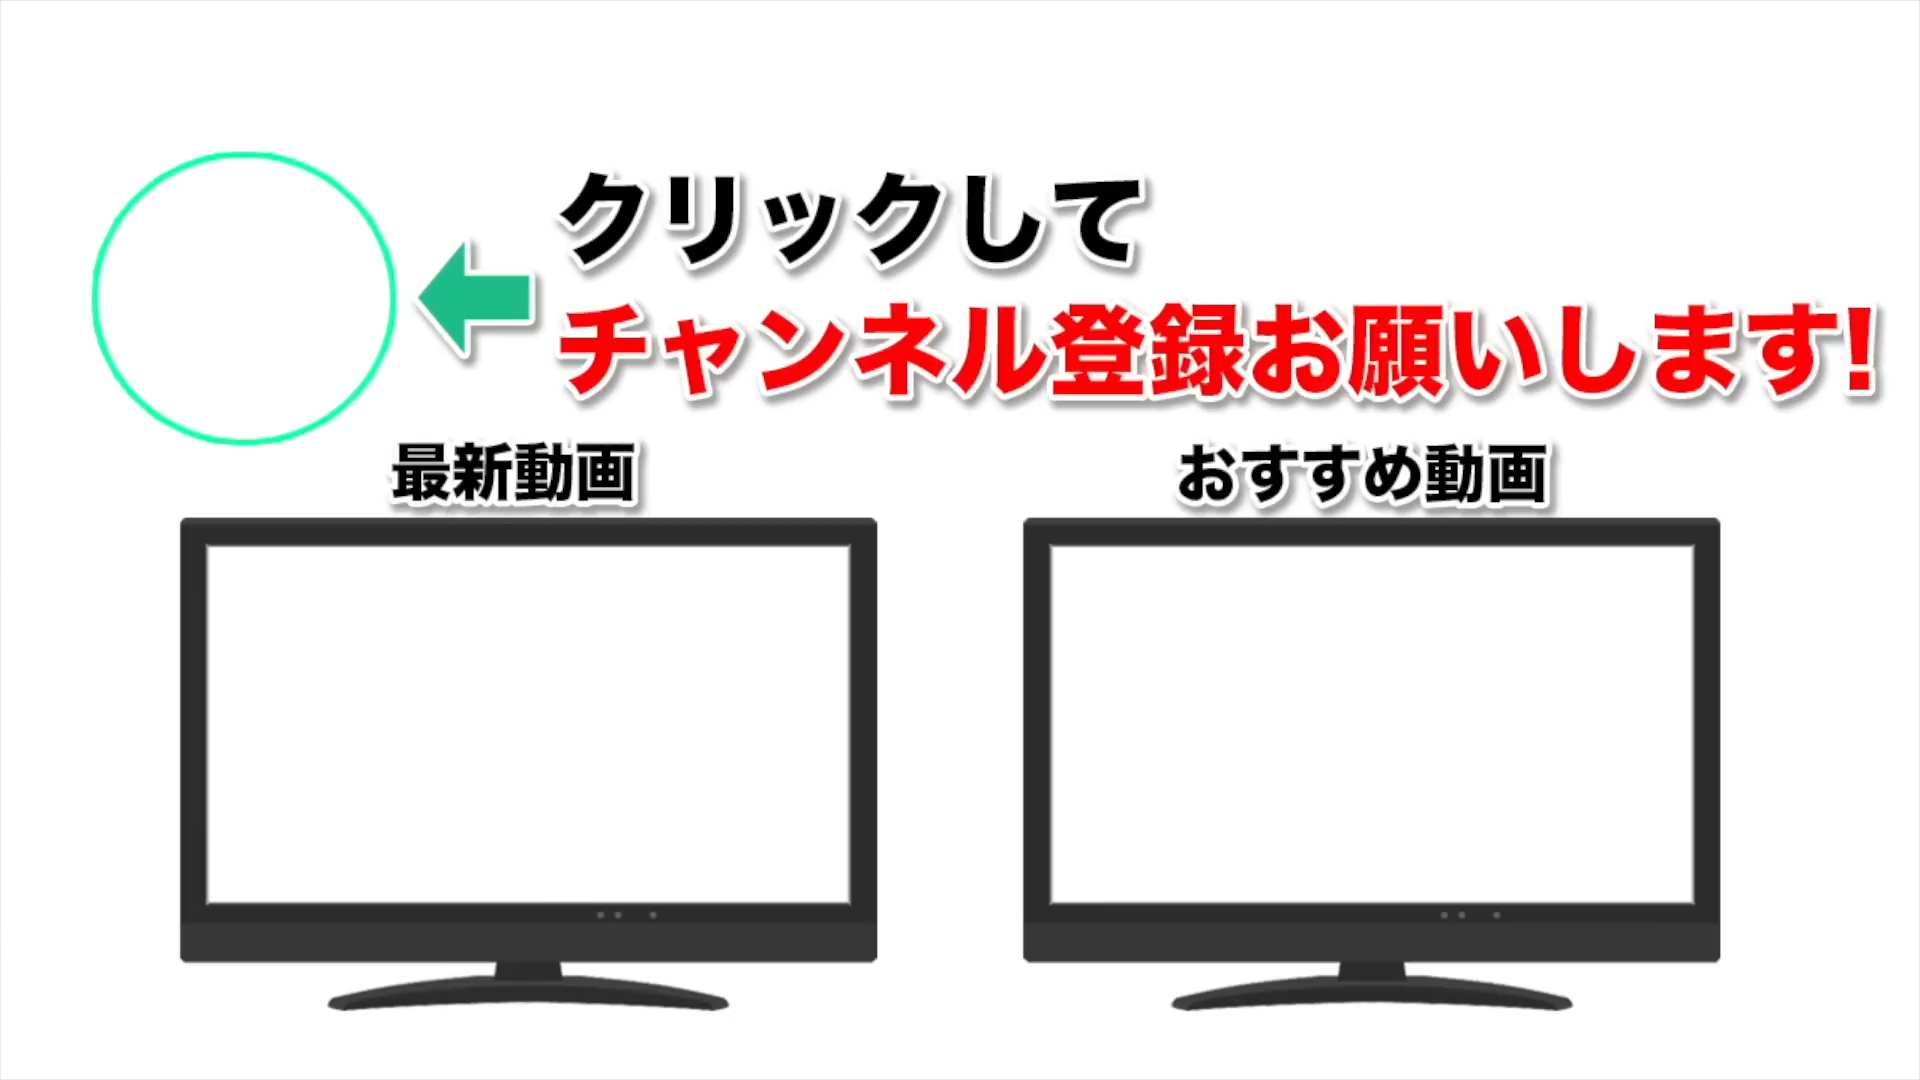 クリックして
チャンネル登録お願いします!
最新動画
おすすめ動画